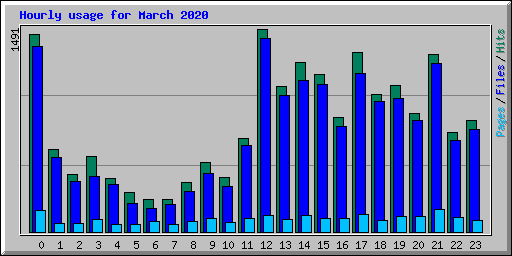 Hourly usage for March 2020
1491
Pages / Files / Hits
0 1 2 3 4 5 6 7 8 9 10 11 12 13 14 15 16 17 18 19 20 21 22 23